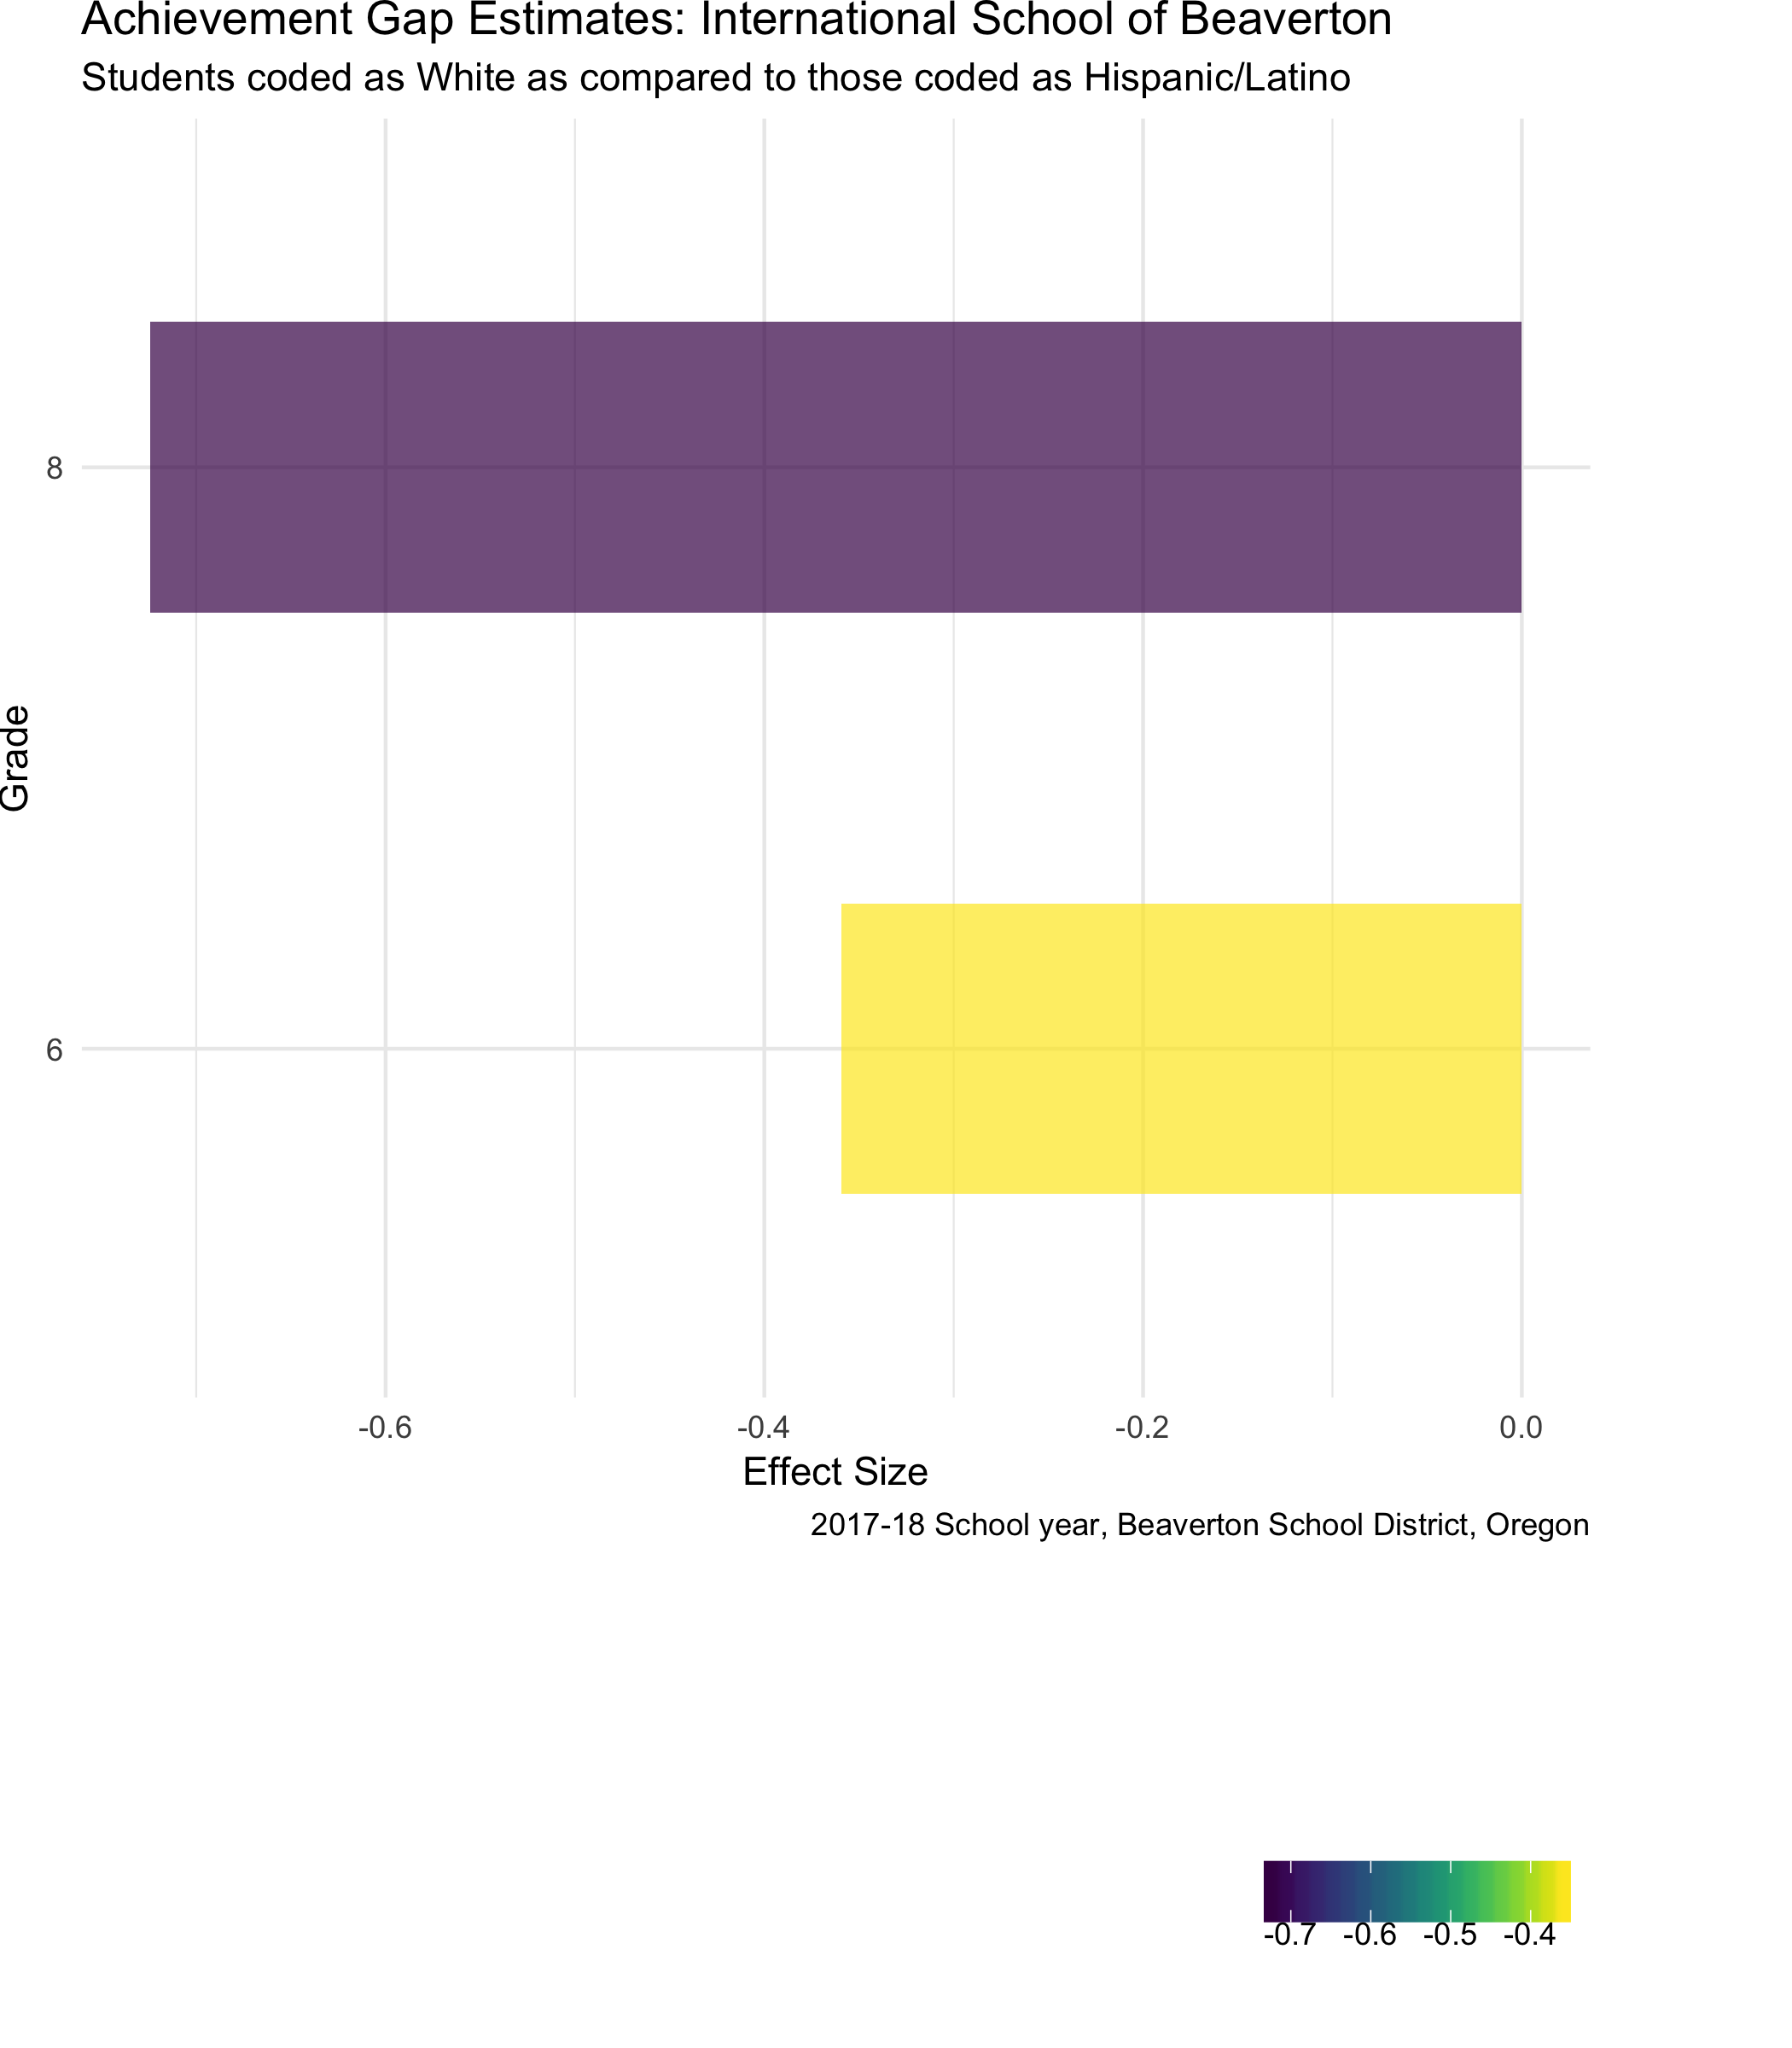 Achievement Gap Estimates: International School of Beaverton
Students coded as White as compared to those coded as Hispanic/Latino
8
Grade
6
-0.6 -0.4 -0.2 0.0
Effect Size
2017-18 School year, Beaverton School District, Oregon
-0.7 -0.6 -0.5 -0.4